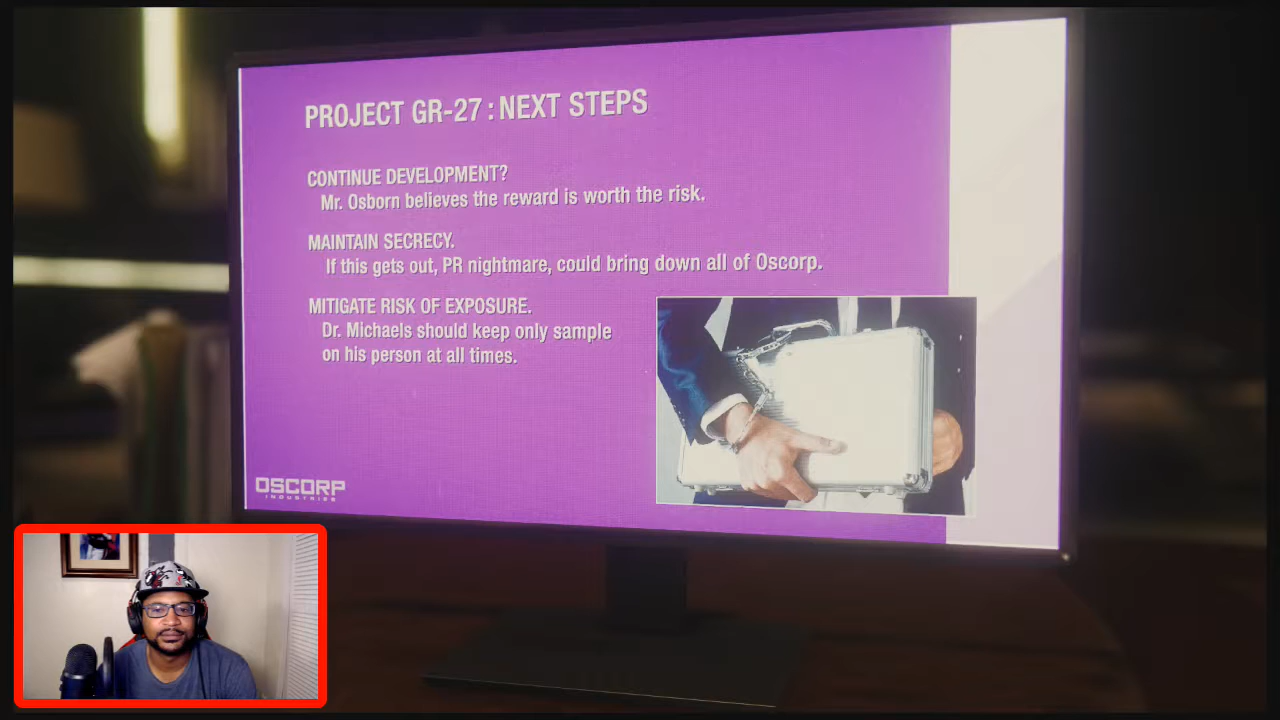 PROJECT GR-27 : NEXT STEPS
CONTINUE DEVELOPMENT?
Mr. Osborn believes the reward is worth the risk.
MAINTAIN SECRECY.
If this gets out, PR nightmare, could bring down all of Oscorp.
MITIGATE RISK OF EXPOSURE.
Dr. Michaels should keep only sample
on his person at all times.
OSCORP
INDUSTRIES